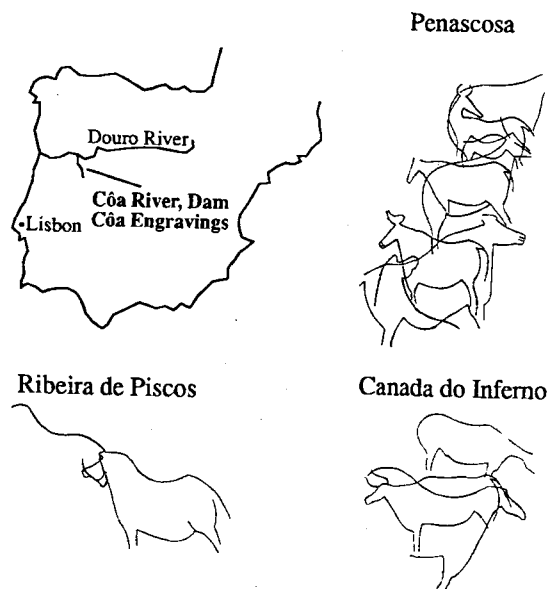 Penascosa
Douro River
Côa River, Dam
Côa Engravings
Lisbon
Ribeira de Piscos
Canada do Inferno